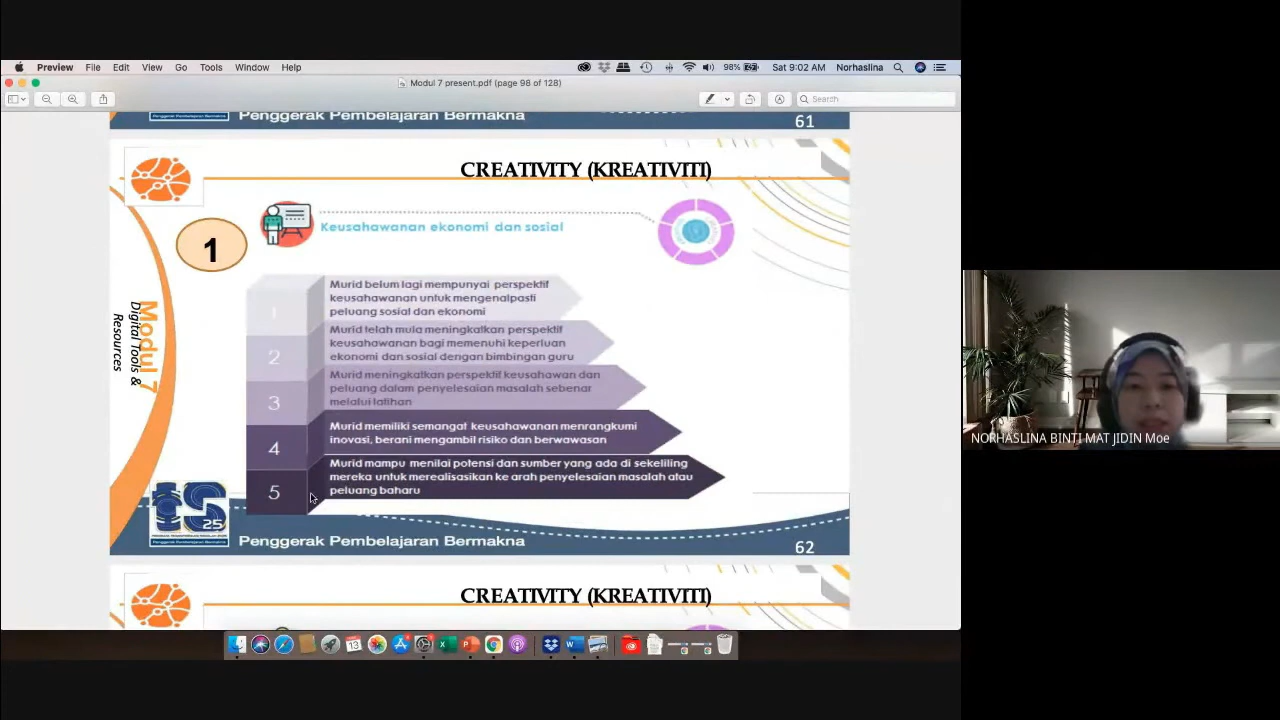 Preview File Edit View Go Tools Window Help
98% Sat 9:02 AM Norhaslina
Modul 7 present.pdf (page 98 of 128)
Search
Penggerak Pembelajaran Bermakna
61
CREATIVITY (KREATIVITI)
1
Keusahawanan ekonomi dan sosial
1
Murid belum lagi mempunyai perspektif
keusahawanan untuk mengenalpasti
peluang sosial dan ekonomi
2
Murid telah mula meningkatkan perspektif
keusahawanan bagi memenuhi keperluan
ekonomi dan sosial dengan bimbingan guru
3
Murid meningkatkan perspektif keusahawan dan
peluang dalam penyelesaian masalah sebenar
melalui latihan
4
Murid memiliki semangat keusahawanan menrangkumi
inovasi, berani mengambil risiko dan berwawasan
5
Murid mampu menilai potensi dan sumber yang ada di sekeliling
mereka untuk merealisasikan ke arah penyelesaian masalah atau
peluang baharu
Modul 7
Digital Tools &
Resources
ts
25
Penggerak Pembelajaran Bermakna
Penggerak Pembelajaran Bermakna
62
CREATIVITY (KREATIVITI)
13
NORHASLINA BINTI MAT JIDIN Moe